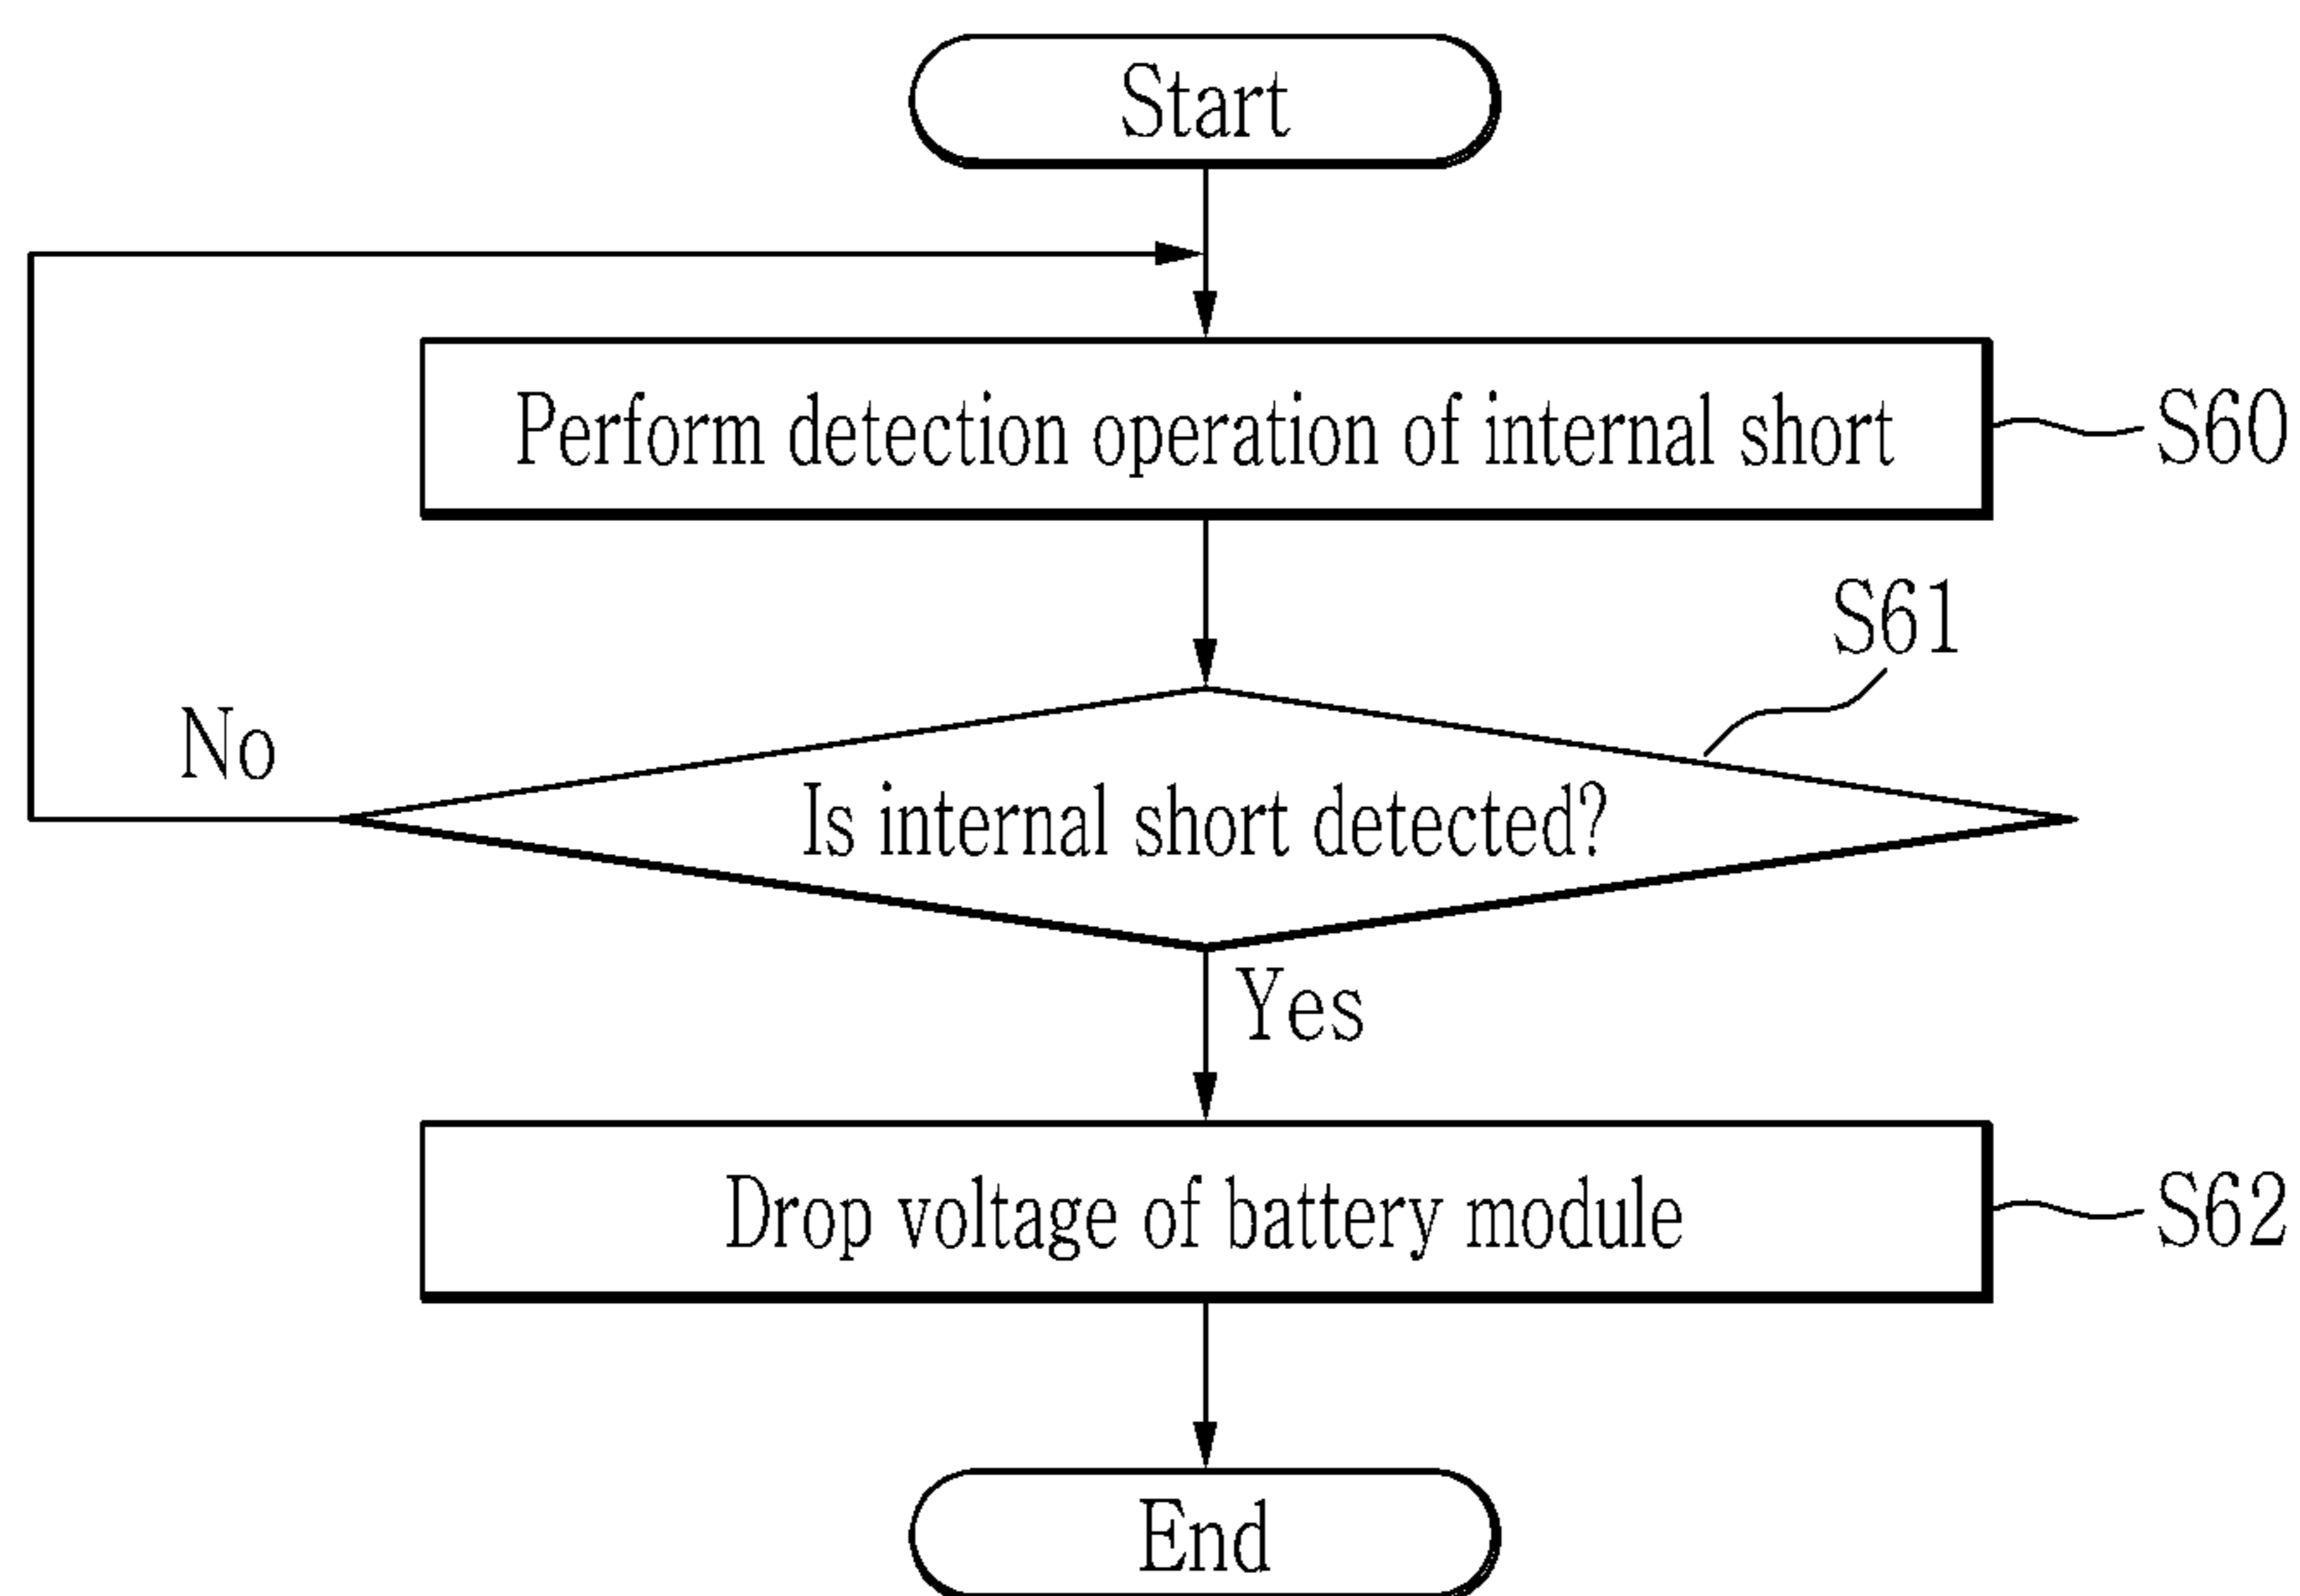 Start
Perform detection operation of internal short
S60
S61
No
Is internal short detected?
Yes
Drop voltage of battery module
S62
End